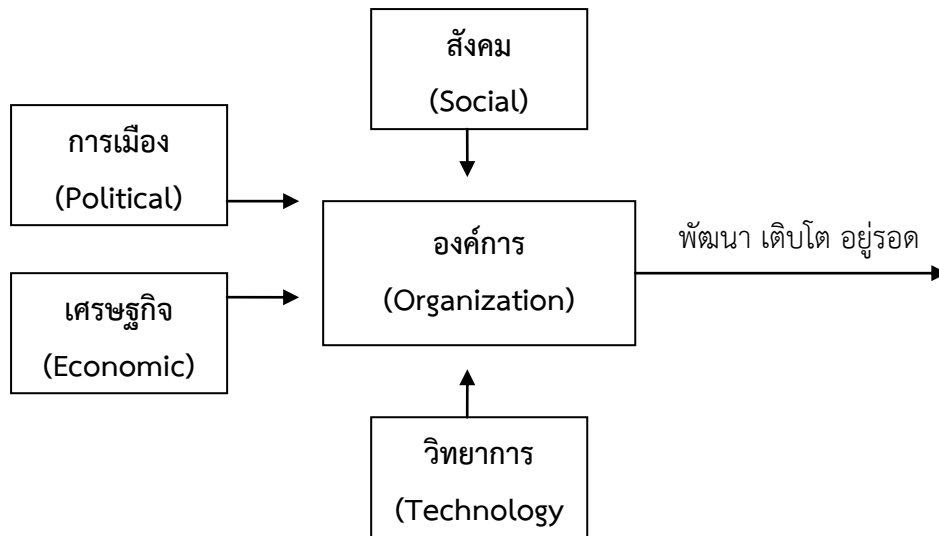 สังคม
(Social)
การเมือง
(Political)
องค์การ
(Organization)
พัฒนา เติบโต อยู่รอด
เศรษฐกิจ
(Economic)
วิทยาการ
(Technology